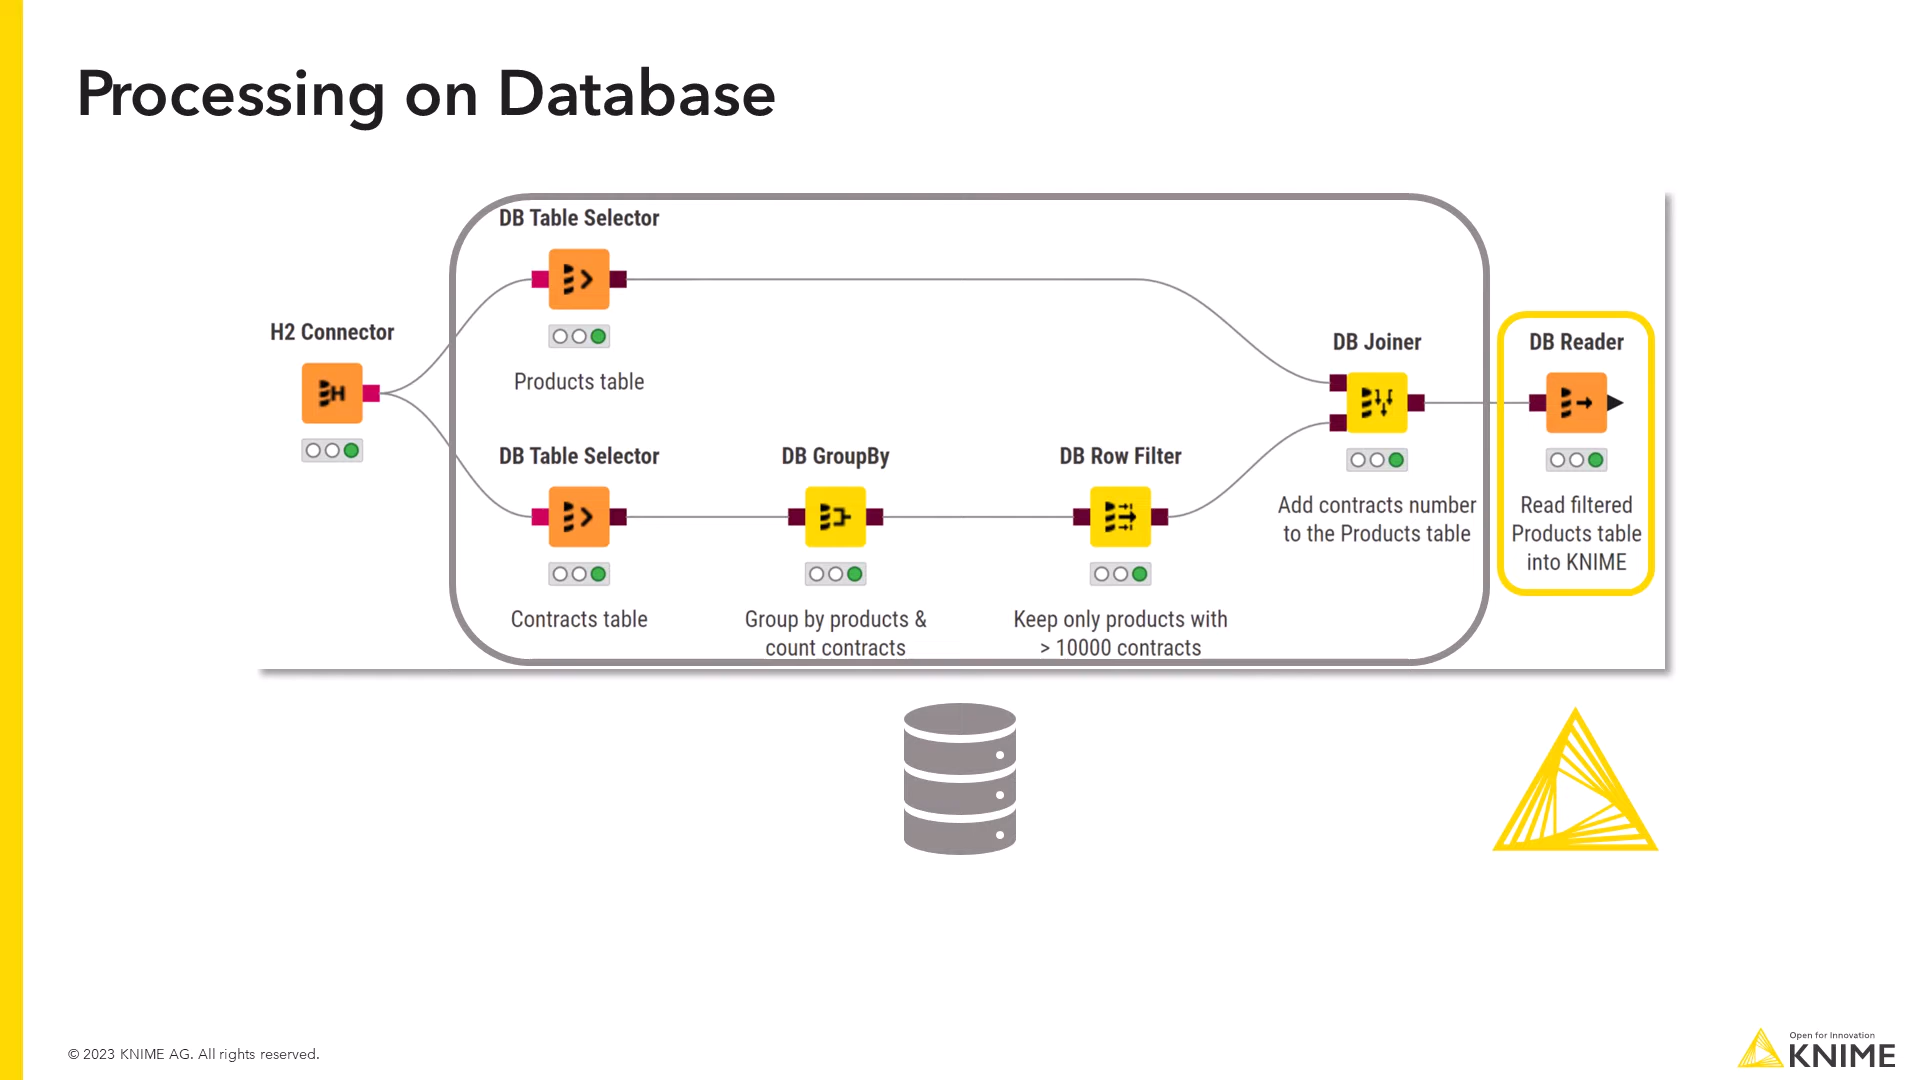 Processing on Database
DB Table Selector
Products table
H2 Connector
DB Table Selector
Contracts table
DB GroupBy
Group by products &
count contracts
DB Row Filter
Keep only products with
> 10000 contracts
DB Joiner
Add contracts number
to the Products table
DB Reader
Read filtered
Products table
into KNIME
© 2023 KNIME AG. All rights reserved.
Open for Innovation
KNIME